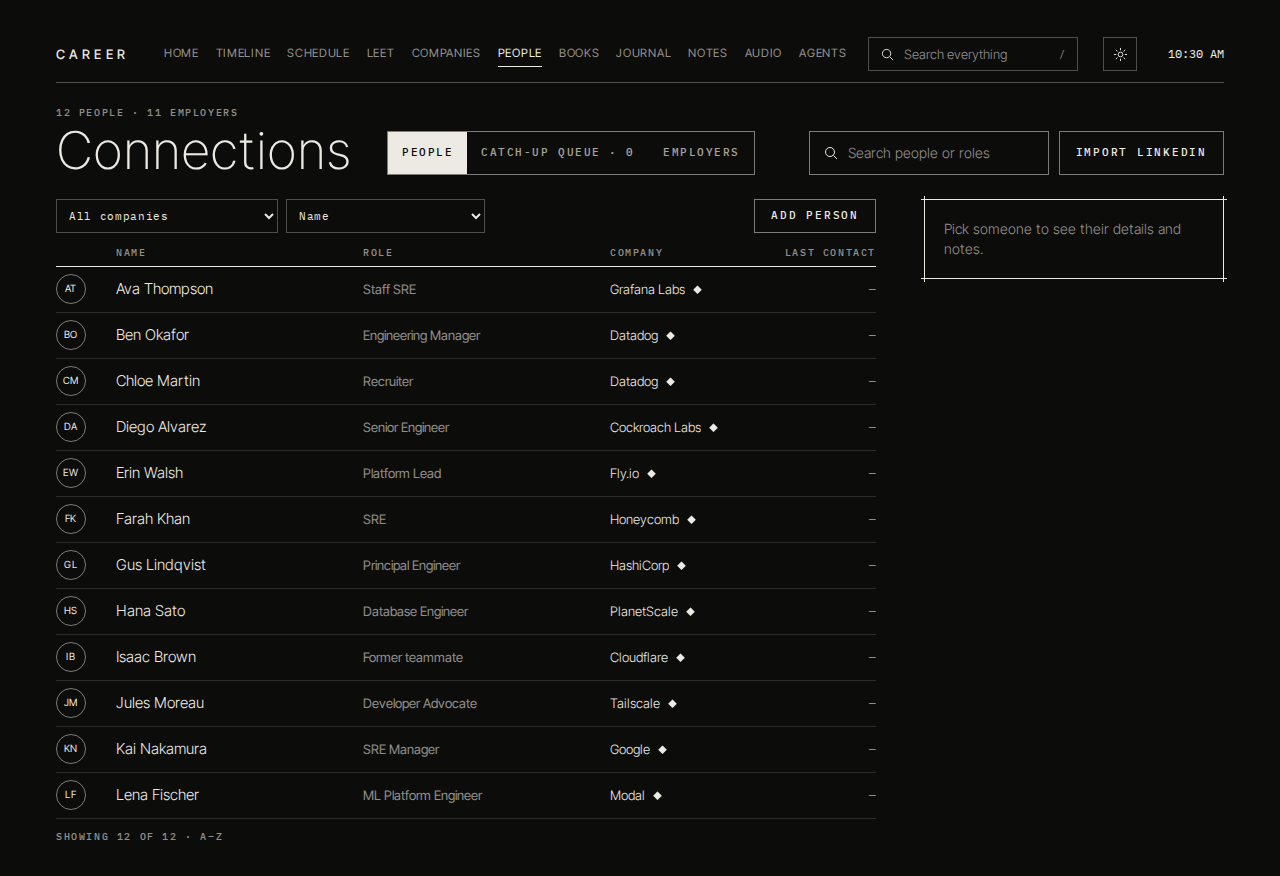 CAREER HOME TIMELINE SCHEDULE LEET COMPANIES PEOPLE BOOKS JOURNAL NOTES AUDIO AGENTS Search everything / 10:30 AM
12 PEOPLE · 11 EMPLOYERS
Connections PEOPLE CATCH-UP QUEUE · 0 EMPLOYERS Search people or roles IMPORT LINKEDIN
All companies Name ADD PERSON
Pick someone to see their details and
notes.
NAME ROLE COMPANY LAST CONTACT
AT Ava Thompson Staff SRE Grafana Labs ◆ —
BO Ben Okafor Engineering Manager Datadog ◆ —
CM Chloe Martin Recruiter Datadog ◆ —
DA Diego Alvarez Senior Engineer Cockroach Labs ◆ —
EW Erin Walsh Platform Lead Fly.io ◆ —
FK Farah Khan SRE Honeycomb ◆ —
GL Gus Lindqvist Principal Engineer HashiCorp ◆ —
HS Hana Sato Database Engineer PlanetScale ◆ —
IB Isaac Brown Former teammate Cloudflare ◆ —
JM Jules Moreau Developer Advocate Tailscale ◆ —
KN Kai Nakamura SRE Manager Google ◆ —
LF Lena Fischer ML Platform Engineer Modal ◆ —
SHOWING 12 OF 12 · A–Z